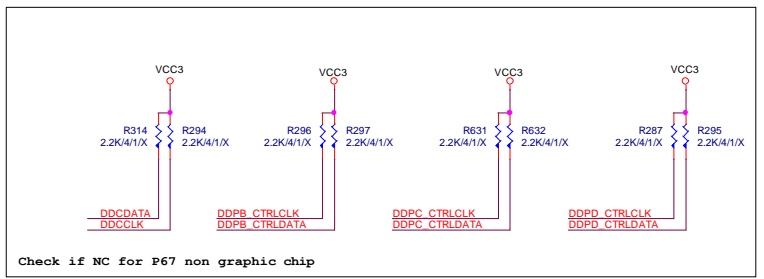 VCC3 VCC3 VCC3 VCC3
R314 R294 R296 R297 R631 R632 R287 R295
2.2K/4/1/X 2.2K/4/1/X 2.2K/4/1/X 2.2K/4/1/X 2.2K/4/1/X 2.2K/4/1/X 2.2K/4/1/X 2.2K/4/1/X
DDCDATA DDPB_CTRLCLK DDPC_CTRLCLK DDPD_CTRLCLK
DDCCLK DDPB_CTRLDATA DDPC_CTRLDATA DDPD_CTRLDATA
Check if NC for P67 non graphic chip